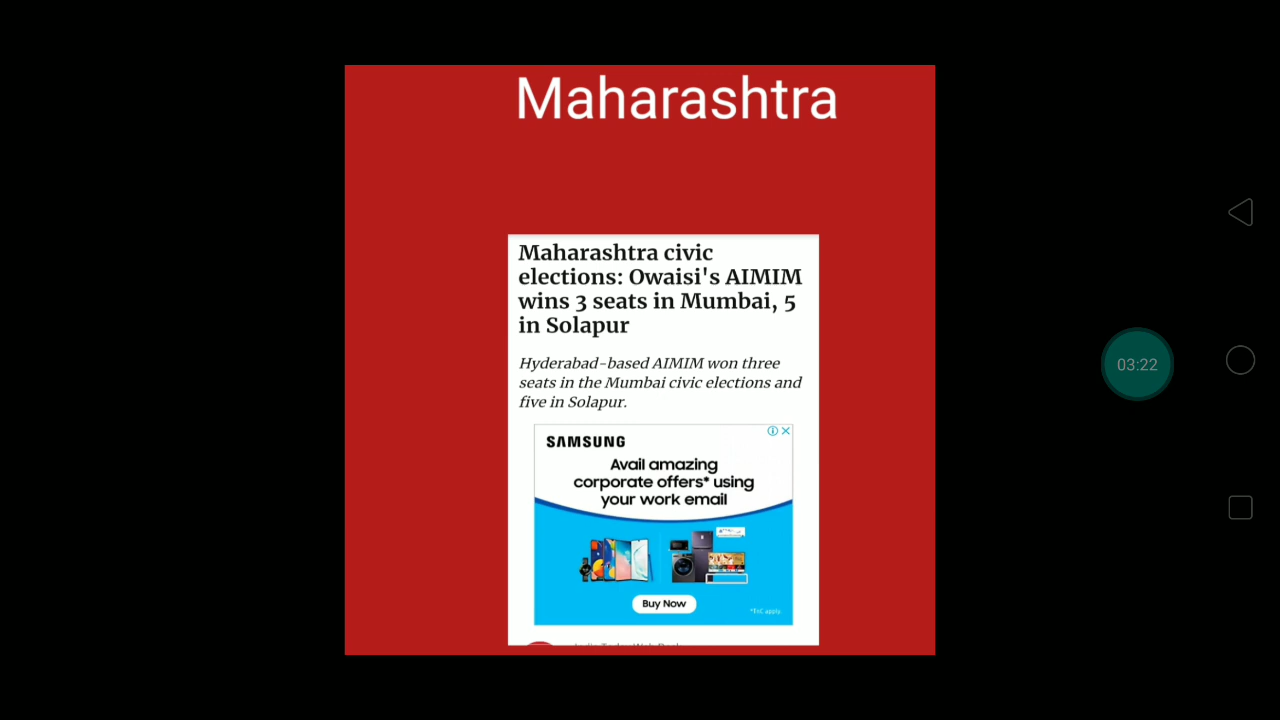 Maharashtra
Maharashtra civic
elections: Owaisi's AIMIM
wins 3 seats in Mumbai, 5
in Solapur
Hyderabad-based AIMIM won three
seats in the Mumbai civic elections and
five in Solapur.
SAMSUNG
Avail amazing
corporate offers* using
your work email
Buy Now
*T&C apply
03:22